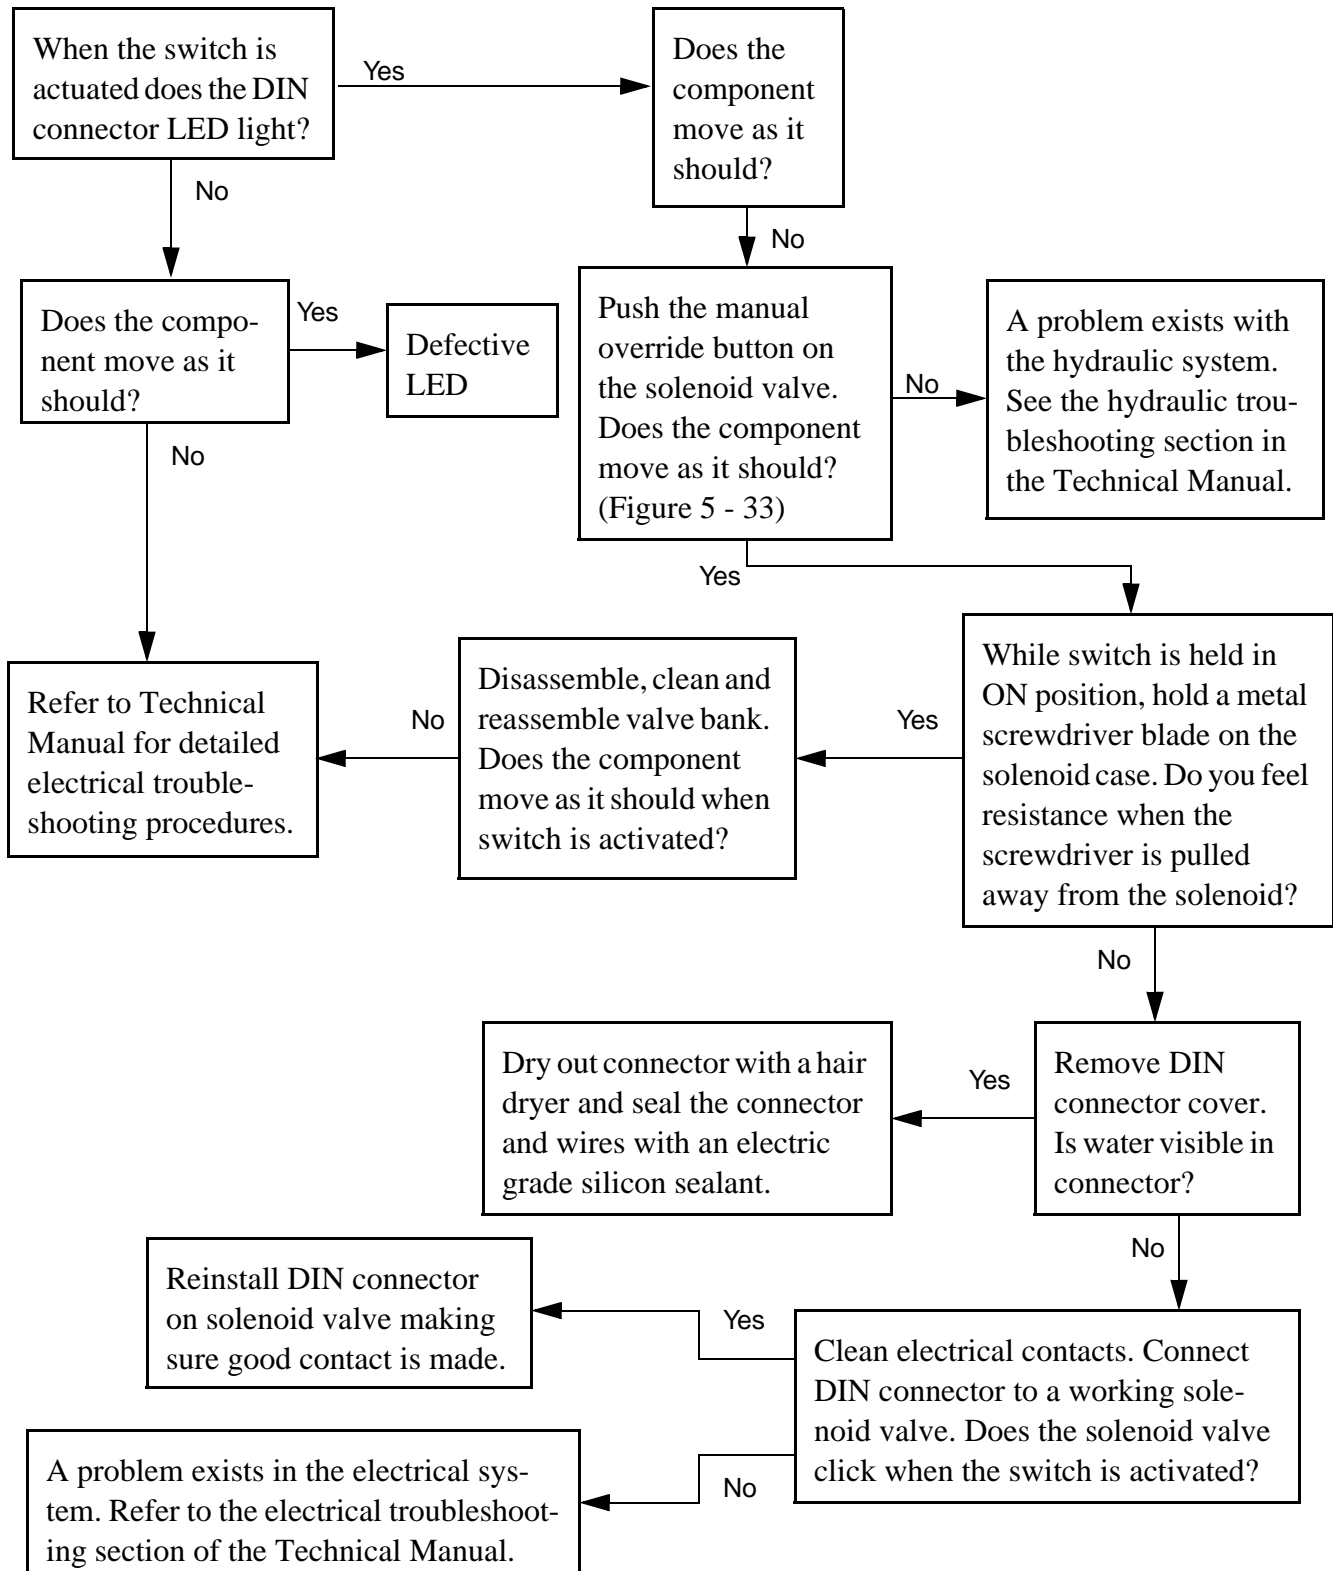 When the switch is
actuated does the DIN
connector LED light?
Yes
Does the
component
move as it
should?
No
No
Does the compo-
nent move as it
should?
Yes
Defective
LED
Push the manual
override button on
the solenoid valve.
Does the component
move as it should?
(Figure 5 - 33)
No
A problem exists with
the hydraulic system.
See the hydraulic trou-
bleshooting section in
the Technical Manual.
No
Yes
Refer to Technical
Manual for detailed
electrical trouble-
shooting procedures.
No
Disassemble, clean and
reassemble valve bank.
Does the component
move as it should when
switch is activated?
Yes
While switch is held in
ON position, hold a metal
screwdriver blade on the
solenoid case. Do you feel
resistance when the
screwdriver is pulled
away from the solenoid?
No
Dry out connector with a hair
dryer and seal the connector
and wires with an electric
grade silicon sealant.
Yes
Remove DIN
connector cover.
Is water visible in
connector?
No
Reinstall DIN connector
on solenoid valve making
sure good contact is made.
Yes
Clean electrical contacts. Connect
DIN connector to a working sole-
noid valve. Does the solenoid valve
click when the switch is activated?
No
A problem exists in the electrical sys-
tem. Refer to the electrical troubleshoot-
ing section of the Technical Manual.